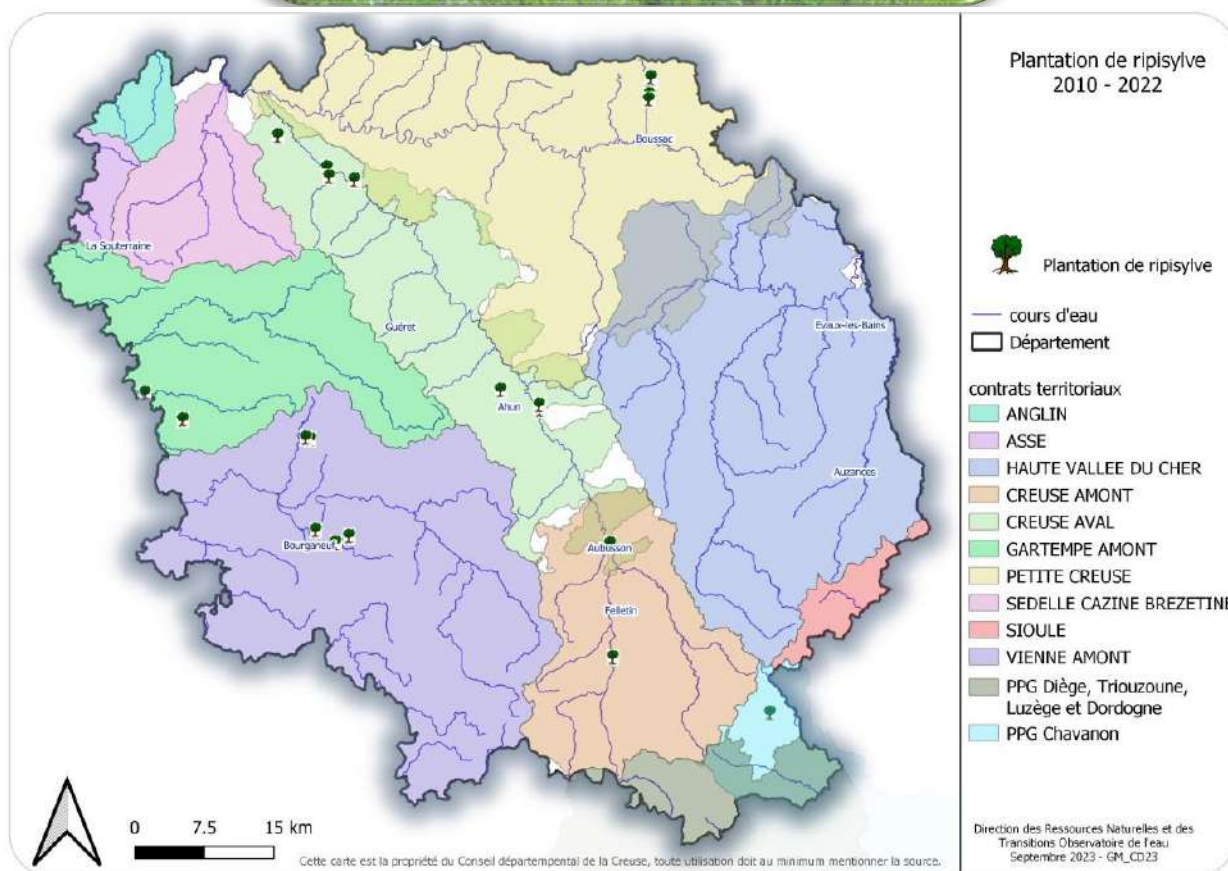 Plantation de ripisylve
2010 - 2022
Plantation de ripisylve
cours d'eau
Département
contrats territoriaux
ANGLIN
ASSE
HAUTE VALLEE DU CHER
CREUSE AMONT
CREUSE AVAL
GARTEMPE AMONT
PETITE CREUSE
SEDELLE CAZINE BREZETINE
SIOULE
VIENNE AMONT
PPG Diège, Triouzoune,
Luzège et Dordogne
PPG Chavanon
Boussac
La Souterraine
Guéret
Evaux-les-Bains
Ahun
Auzances
Bourganeuf
Aubusson
Felletin
0 7.5 15 km
Cette carte est la propriété du Conseil départempental de la Creuse, toute utilisation doit au minimum mentionner la source.
Direction des Ressources Naturelles et des
Transitions Observatoire de l'eau
Septembre 2023 - GM_CD23